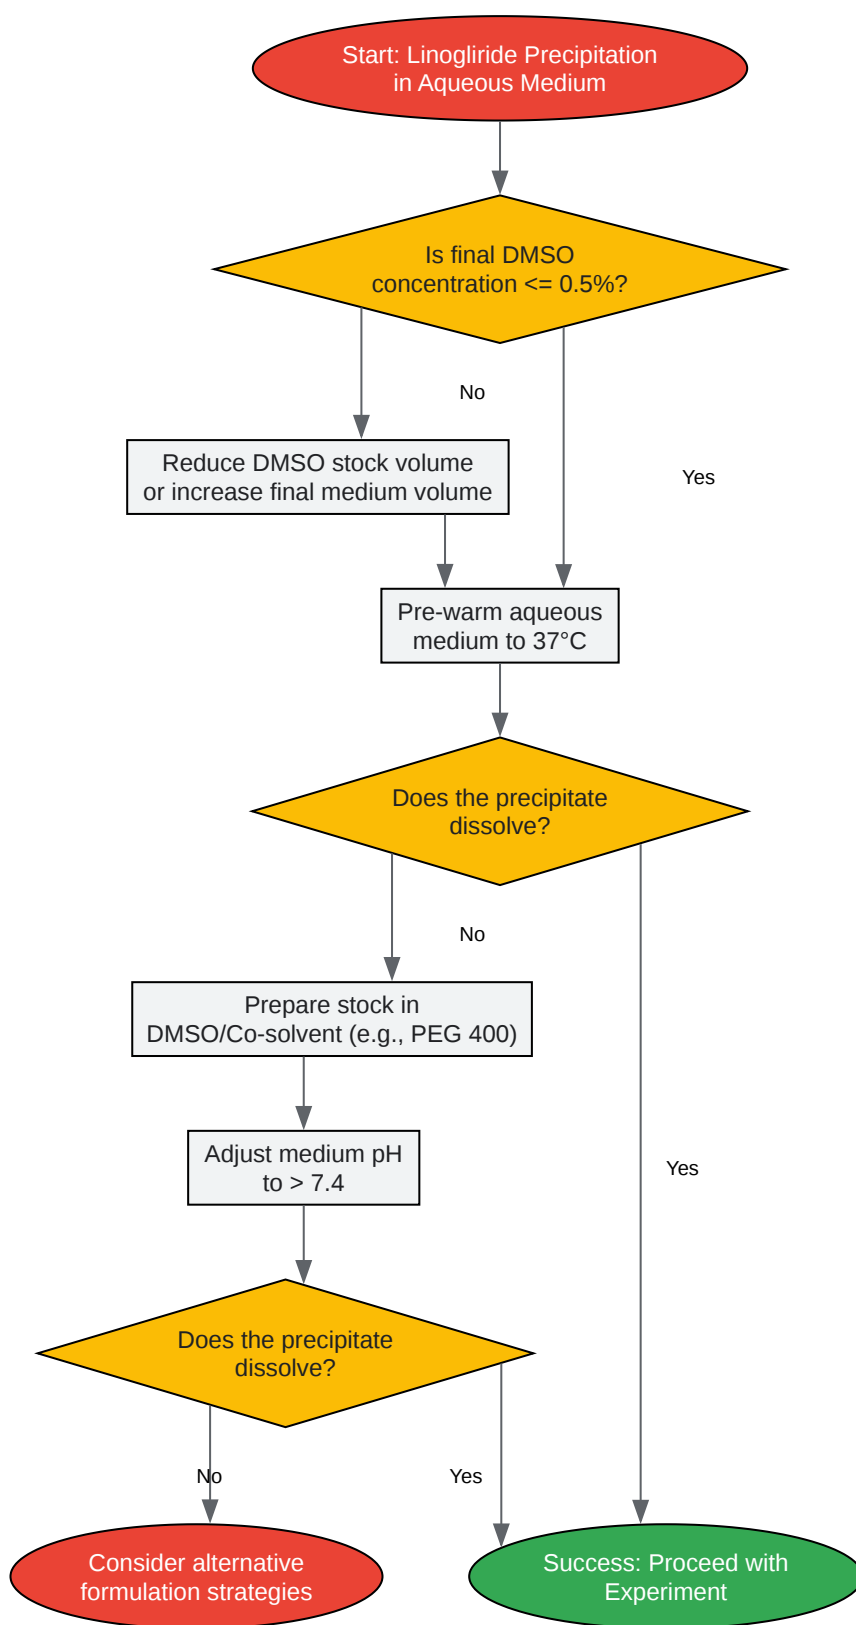 Start: Linogliride Precipitation
in Aqueous Medium
Is final DMSO
concentration <= 0.5%?
No
Reduce DMSO stock volume
or increase final medium volume
Yes
Pre-warm aqueous
medium to 37°C
Does the precipitate
dissolve?
No
Prepare stock in
DMSO/Co-solvent (e.g., PEG 400)
Adjust medium pH
to > 7.4
Yes
Does the precipitate
dissolve?
No
Yes
Consider alternative
formulation strategies
Success: Proceed with
Experiment